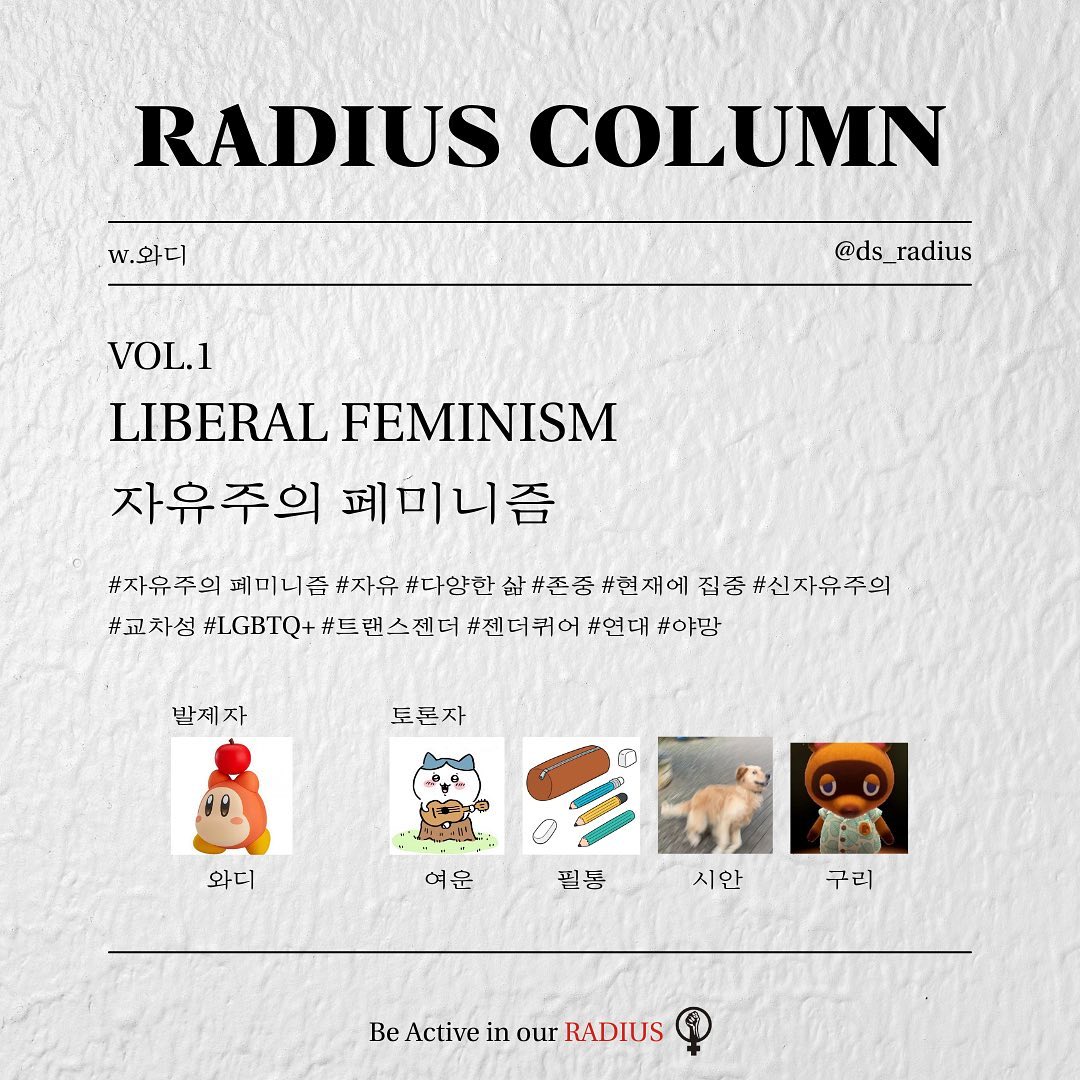 RADIUS COLUMN
w.와디 @ds_radius
VOL.1
LIBERAL FEMINISM
자유주의 페미니즘
#자유주의 페미니즘 #자유 #다양한 삶 #존중 #현재에 집중 #신자유주의
#교차성 #LGBTQ+ #트랜스젠더 #젠더퀴어 #연대 #야망
발제자 토론자
와디 여운 필통 시안 구리
Be Active in our RADIUS